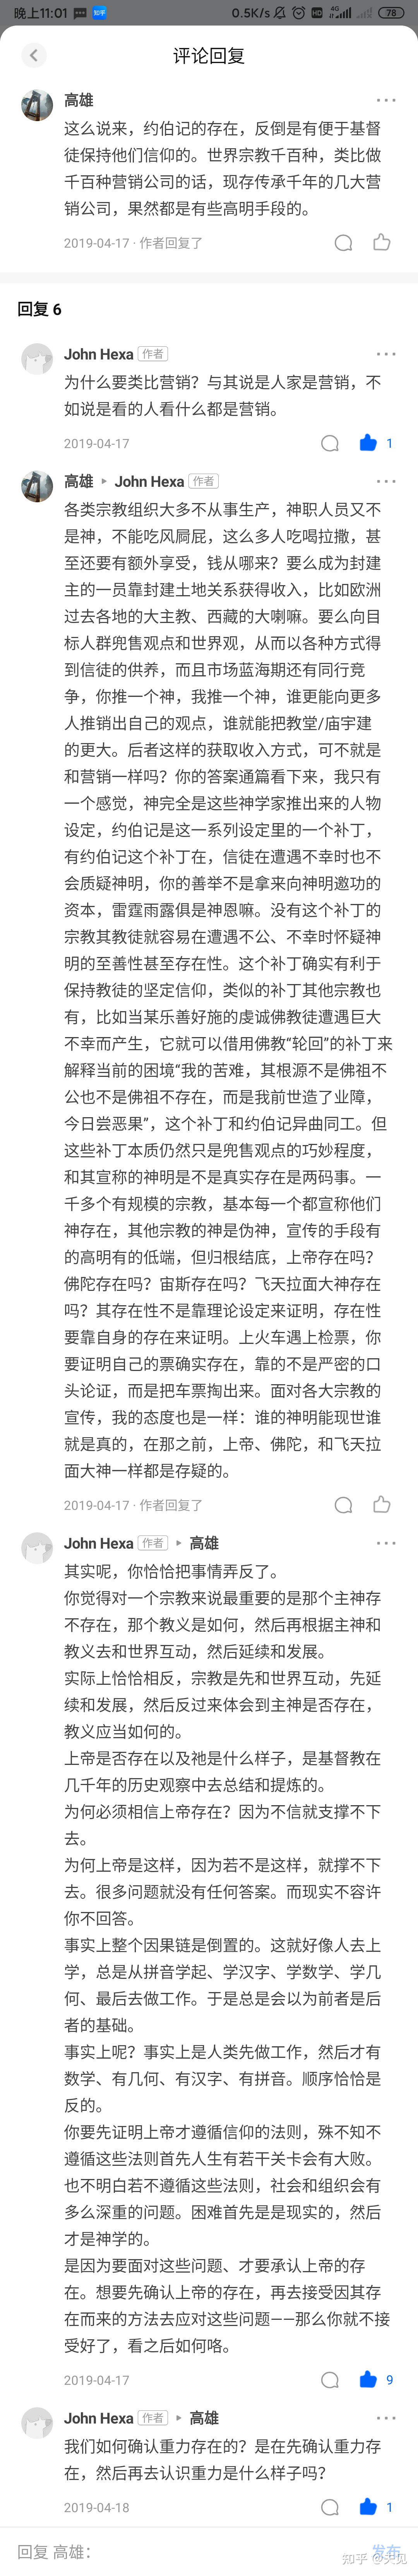 晚上11:01 知乎 0.5K/s HD 4G 78
评论回复
高雄
这么说来，约伯记的存在，反倒是有便于基督
徒保持他们信仰的。世界宗教千百种，类比做
千百种营销公司的话，现存传承千年的几大营
销公司，果然都是有些高明手段的。
2019-04-17 · 作者回复了
回复 6
John Hexa 作者
为什么要类比营销？与其说是人家是营销，不
如说是看的人看什么都是营销。
2019-04-17 1
高雄 ▸ John Hexa 作者
各类宗教组织大多不从事生产，神职人员又不
是神，不能吃风屙屁，这么多人吃喝拉撒，甚
至还要有额外享受，钱从哪来？要么成为封建
主的一员靠封建土地关系获得收入，比如欧洲
过去各地的大主教、西藏的大喇嘛。要么向目
标人群兜售观点和世界观，从而以各种方式得
到信徒的供养，而且市场蓝海期还有同行竞
争，你推一个神，我推一个神，谁更能向更多
人推销出自己的观点，谁就能把教堂/庙宇建
的更大。后者这样的获取收入方式，可不就是
和营销一样吗？你的答案通篇看下来，我只有
一个感觉，神完全是这些神学家推出来的人物
设定，约伯记是这一系列设定里的一个补丁，
有约伯记这个补丁在，信徒在遭遇不幸时也不
会质疑神明，你的善举不是拿来向神明邀功的
资本，雷霆雨露俱是神恩嘛。没有这个补丁的
宗教其教徒就容易在遭遇不公、不幸时怀疑神
明的至善性甚至存在性。这个补丁确实有利于
保持教徒的坚定信仰，类似的补丁其他宗教也
有，比如当某乐善好施的虔诚佛教徒遭遇巨大
不幸而产生，它就可以借用佛教“轮回”的补丁来
解释当前的困境“我的苦难，其根源不是佛祖不
公也不是佛祖不存在，而是我前世造了业障，
今日尝恶果”，这个补丁和约伯记异曲同工。但
这些补丁本质仍然只是兜售观点的巧妙程度，
和其宣称的神明是不是真实存在是两码事。一
千多个有规模的宗教，基本每一个都宣称他们
神存在，其他宗教的神是伪神，宣传的手段有
的高明有的低端，但归根结底，上帝存在吗？
佛陀存在吗？宙斯存在吗？飞天拉面大神存在
吗？其存在性不是靠理论设定来证明，存在性
要靠自身的存在来证明。上火车遇上检票，你
要证明自己的票确实存在，靠的不是严密的口
头论证，而是把车票掏出来。面对各大宗教的
宣传，我的态度也是一样：谁的神明能现世谁
就是真的，在那之前，上帝、佛陀，和飞天拉
面大神一样都是存疑的。
2019-04-17 · 作者回复了
John Hexa 作者 ▸ 高雄
其实呢，你恰恰把事情弄反了。
你觉得对一个宗教来说最重要的是那个主神存
不存在，那个教义是如何，然后再根据主神和
教义去和世界互动，然后延续和发展。
实际上恰恰相反，宗教是先和世界互动，先延
续和发展，然后反过来体会到主神是否存在，
教义应当如何的。
上帝是否存在以及祂是什么样子，是基督教在
几千年的历史观察中去总结和提炼的。
为何必须相信上帝存在？因为不信就支撑不下
去。
为何上帝是这样，因为若不是这样，就撑不下
去。很多问题就没有任何答案。而现实不容许
你不回答。
事实上整个因果链是倒置的。这就好像人去上
学，总是从拼音学起、学汉字、学数学、学几
何、最后去做工作。于是总是会以为前者是后
者的基础。
事实上呢？事实上是人类先做工作，然后才有
数学、有几何、有汉字、有拼音。顺序恰恰是
反的。
你要先证明上帝才遵循信仰的法则，殊不知不
遵循这些法则首先人生有若干关卡会有大败。
也不明白若不遵循这些法则，社会和组织会有
多么深重的问题。困难首先是是现实的，然后
才是神学的。
是因为要面对这些问题、才要承认上帝的存
在。想要先确认上帝的存在，再去接受因其存
在而来的方法去应对这些问题——那么你就不接
受好了，看之后如何咯。
2019-04-17 9
John Hexa 作者 ▸ 高雄
我们如何确认重力存在的？是在先确认重力存
在，然后再去认识重力是什么样子吗？
2019-04-18 1
回复 高雄： 发布
知乎 @天见